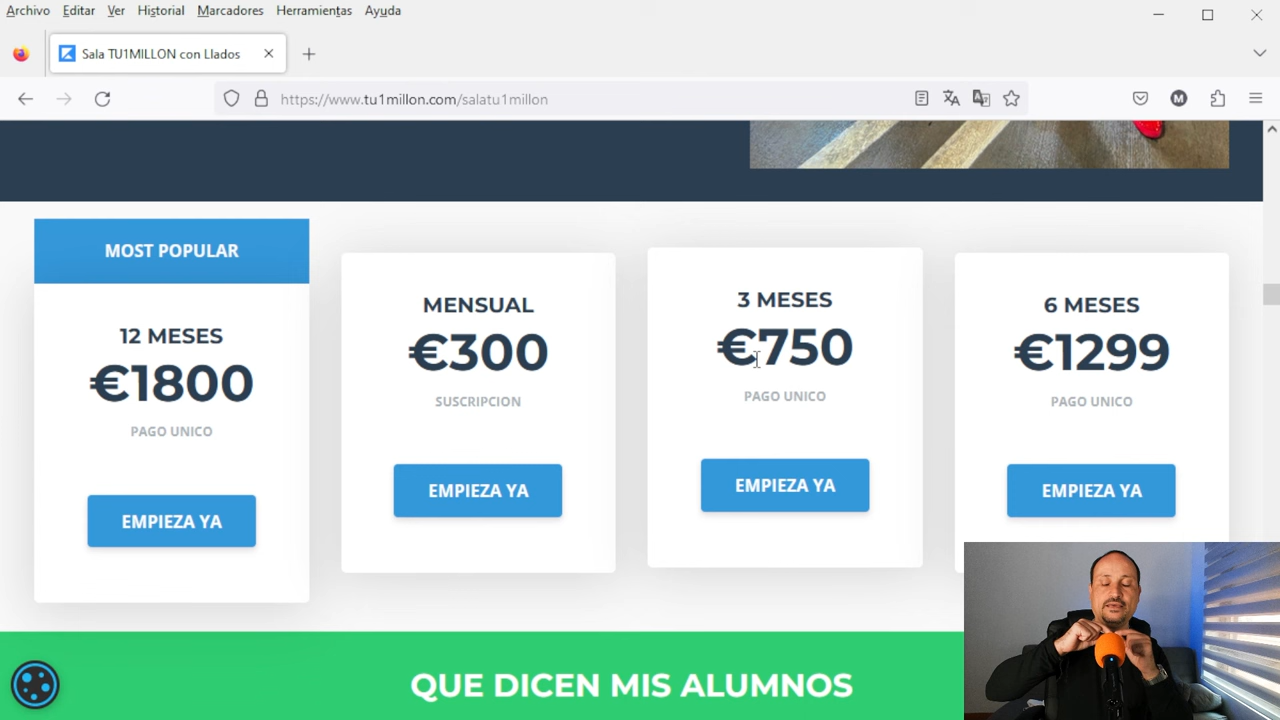 Archivo Editar Ver Historial Marcadores Herramientas Ayuda
Sala TU1MILLON con Llados
https://www.tu1millon.com/salatu1millon
M
MOST POPULAR
12 MESES
€1800
PAGO UNICO
EMPIEZA YA
MENSUAL
€300
SUSCRIPCION
EMPIEZA YA
3 MESES
€750
PAGO UNICO
EMPIEZA YA
6 MESES
€1299
PAGO UNICO
EMPIEZA YA
QUE DICEN MIS ALUMNOS